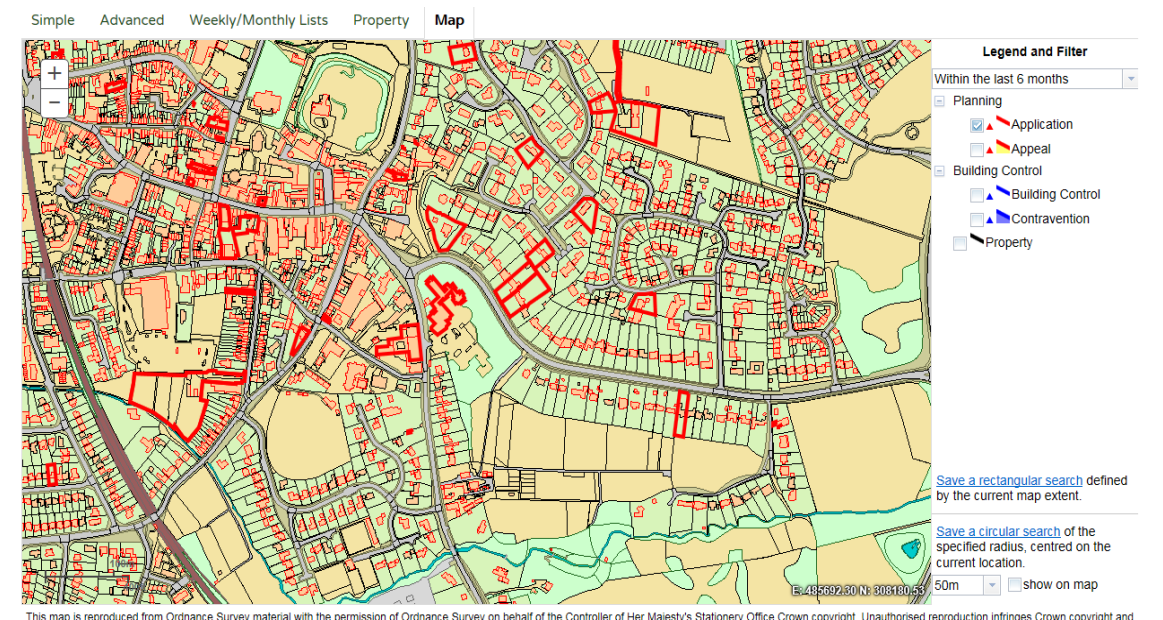 Simple Advanced Weekly/Monthly Lists Property Map
+
−
Legend and Filter
Within the last 6 months
Planning
Application
Appeal
Building Control
Building Control
Contravention
Property
Save a rectangular search defined
by the current map extent.
Save a circular search of the
specified radius, centred on the
current location.
50m show on map
100m
E: 485692.30 N: 308180.53
This map is reproduced from Ordnance Survey material with the permission of Ordnance Survey on behalf of the Controller of Her Majesty's Stationery Office Crown copyright. Unauthorised reproduction infringes Crown copyright and